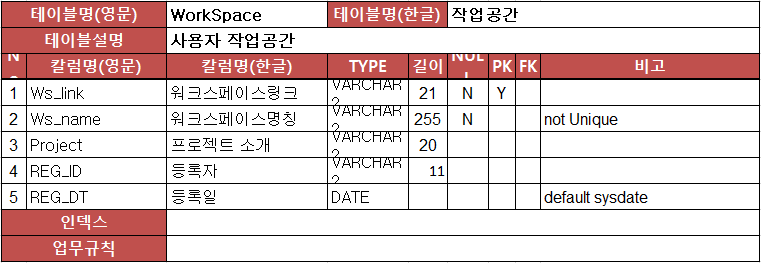 테이블명(영문) WorkSpace 테이블명(한글) 작업공간
테이블설명 사용자 작업공간
No 칼럼명(영문) 칼럼명(한글) TYPE 길이 NULL PK FK 비고
1 Ws_link 워크스페이스링크 VARCHAR2 21 N Y
2 Ws_name 워크스페이스명칭 VARCHAR2 255 N not Unique
3 Project 프로젝트 소개 VARCHAR2 20
4 REG_ID 등록자 VARCHAR2 11
5 REG_DT 등록일 DATE default sysdate
인덱스
업무규칙